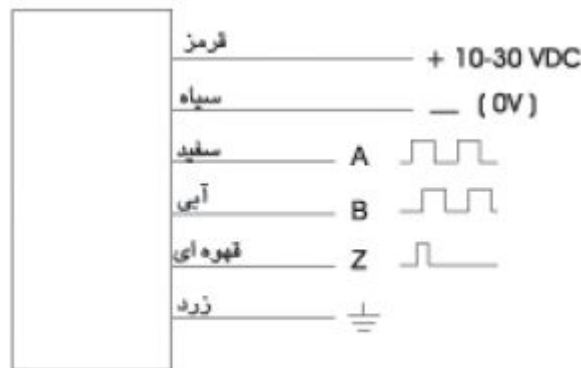 قرمز + 10-30 VDC
سیاه — ( 0V )
سفید A
آبی B
قهوه ای Z
زرد